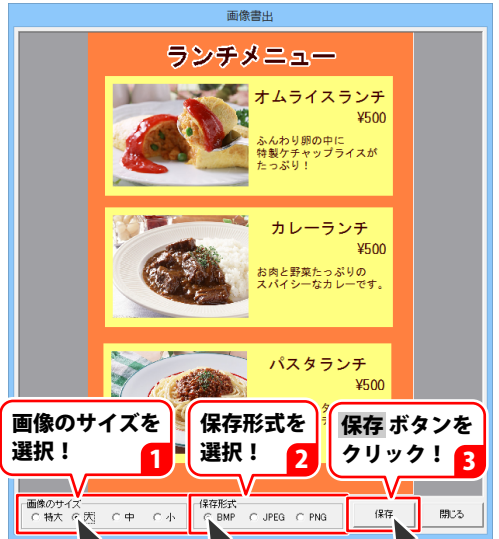 画像書出
ランチメニュー
オムライスランチ
¥500
ふんわり卵の中に
特製ケチャップライスが
たっぷり！
カレーランチ
¥500
お肉と野菜たっぷりの
スパイシーなカレーです。
パスタランチ
¥500
画像のサイズを
選択！
1
保存形式を
選択！
2
保存 ボタンを
クリック！
3
画像のサイズ
特大 大 中 小
保存形式
BMP JPEG PNG
保存
閉じる